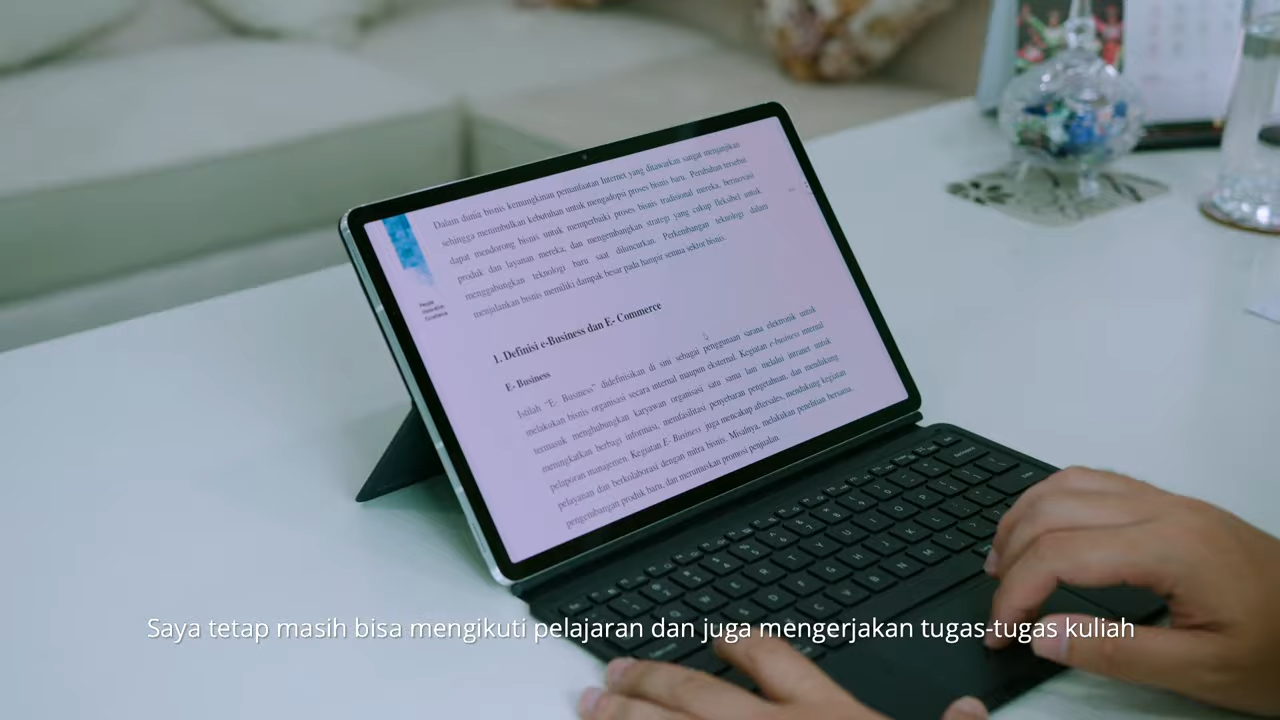 Dalam dunia bisnis kemungkinan pemanfaatan Internet yang ditawarkan sangat menjanjikan
sehingga menimbulkan kebutuhan untuk mengadopsi proses bisnis baru. Perubahan tersebut
dapat mendorong bisnis untuk memperbaiki proses bisnis tradisional mereka, berinovasi
produk dan layanan mereka, dan mengembangkan strategi yang cukup fleksibel untuk
menggabungkan teknologi baru saat diluncurkan. Perkembangan teknologi dalam
menjalankan bisnis memiliki dampak besar pada hampir semua sektor bisnis.
1. Definisi e-Business dan E- Commerce
E- Business
Istilah “E- Business” didefinisikan di sini sebagai penggunaan sarana elektronik untuk
melakukan bisnis organisasi secara internal maupun eksternal. Kegiatan e-business internal
termasuk menghubungkan karyawan organisasi satu sama lain melalui intranet untuk
meningkatkan berbagi informasi, memfasilitasi penyebaran pengetahuan, dan mendukung
pelaporan manajemen. Kegiatan E- Business juga mencakup aftersales, mendukung kegiatan
pelayanan dan berkolaborasi dengan mitra bisnis. Misalnya, melakukan penelitian bersama,
pengembangan produk baru, dan merumuskan promosi penjualan.
Saya tetap masih bisa mengikuti pelajaran dan juga mengerjakan tugas-tugas kuliah